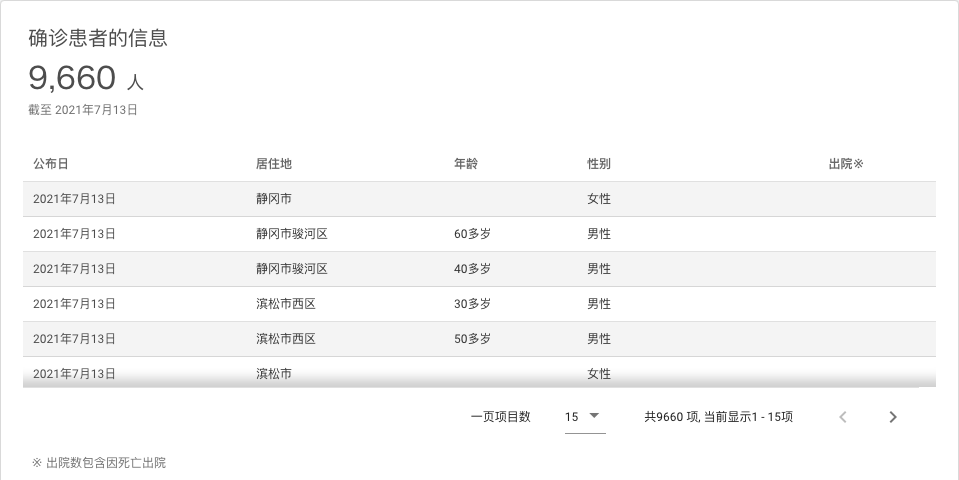 确诊患者的信息
9,660 人
截至 2021年7月13日
公布日 居住地 年龄 性别 出院※
2021年7月13日 静冈市 女性
2021年7月13日 静冈市骏河区 60多岁 男性
2021年7月13日 静冈市骏河区 40多岁 男性
2021年7月13日 滨松市西区 30多岁 男性
2021年7月13日 滨松市西区 50多岁 男性
2021年7月13日 滨松市 女性
一页项目数 15 共9660 项, 当前显示1 - 15项
※ 出院数包含因死亡出院